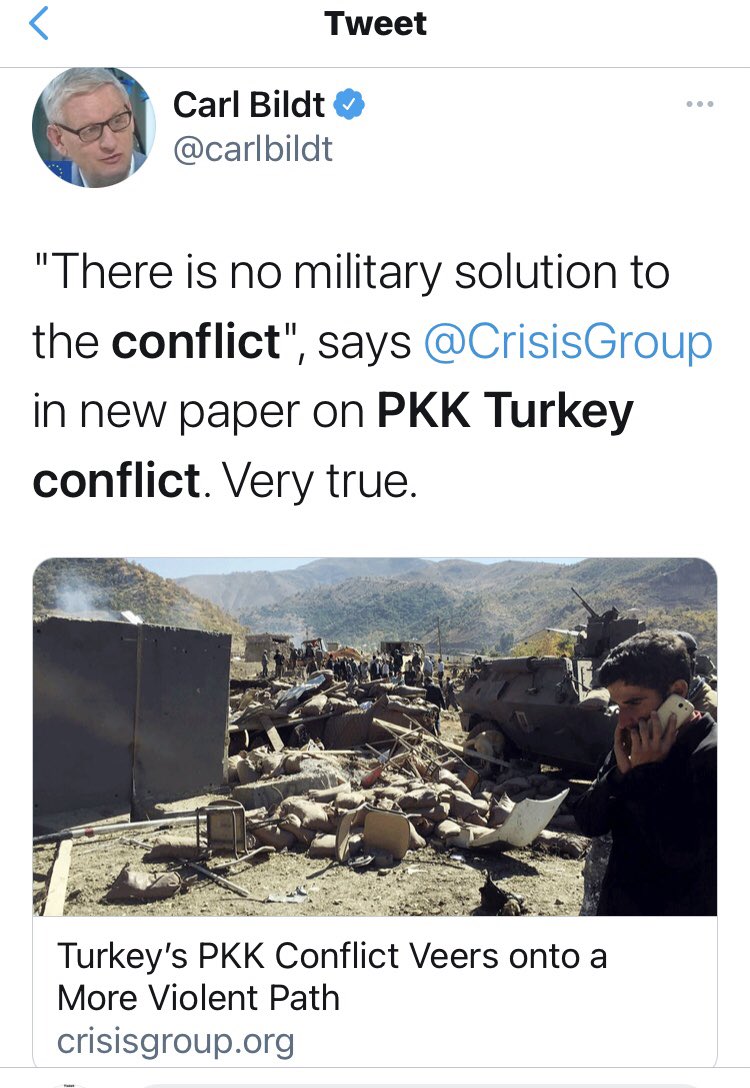 Tweet
Carl Bildt
@carlbildt
"There is no military solution to
the conflict", says @CrisisGroup
in new paper on PKK Turkey
conflict. Very true.
Turkey’s PKK Conflict Veers onto a
More Violent Path
crisisgroup.org